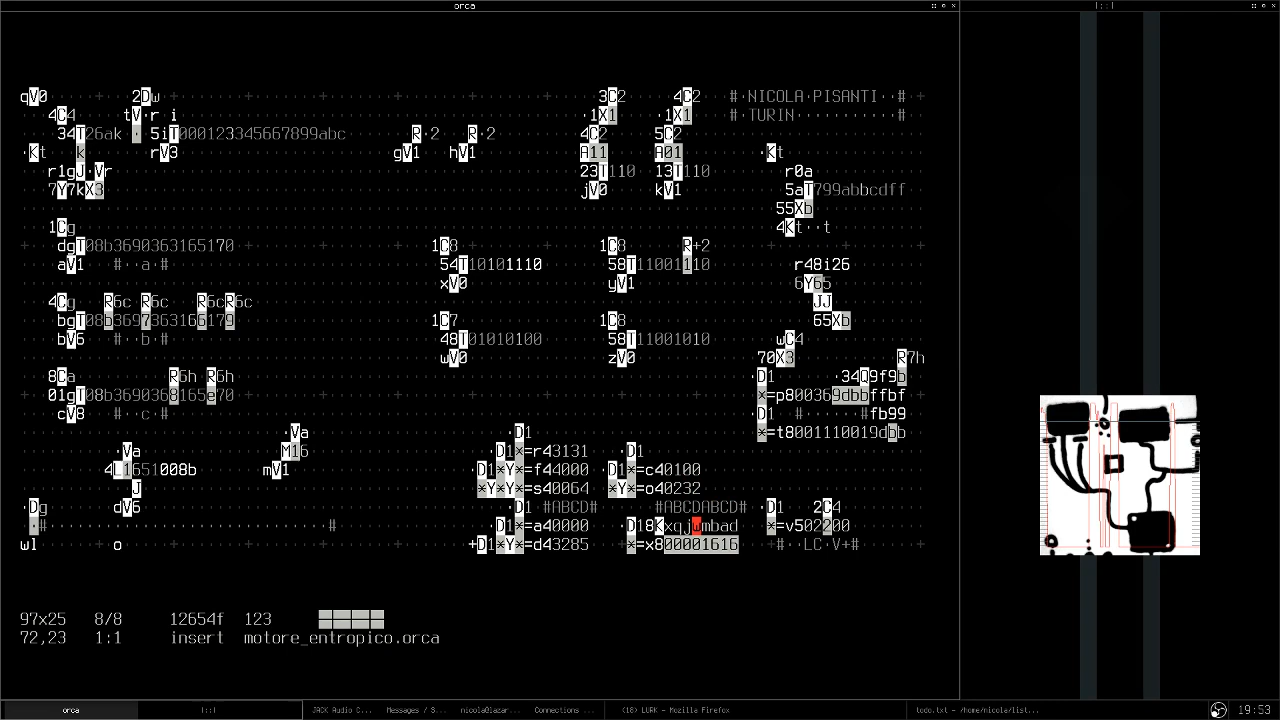 orca
[::]
qV0 2Dw 3C2 4C2 # NICOLA PISANTI #
4C4 tV r i 1X1 1X1 # TURIN #
34T26ak 5iT000123345667899abc R 2 R 2 4C2 5C2
Kt k rV3 gV1 hV1 A11 A01 Kt
r1gJ Vr 23T110 13T110 r0a
7Y7kX3 jV0 kV1 5aT799abbcdff
55Xb
1Cg 4Kt t
dgT08b3690363165170 1C8 1C8 R+2
aV1 # a # 54T10101110 58T11001110 r48i26
xV0 yV1 6Y65
4Cg R6c R6c R6cR6c JJ
bgT08b3697363166179 1C7 1C8 65Xb
bV6 # b # 48T01010100 58T11001010 wC4
wV0 zV0 70X3 R7h
8Ca R6h R6h D1 34Q9f9b
01gT08b3690368165e70 *=p800369dbbffbf
cV8 # c # D1 # #fb99
Va D1 *=t8001110019dbb
Va M16 D1*=r43131 D1
4L1651008b mV1 D1*Y*=f44000 D1*=c40100
J *Y*Y*=s40064 *Y*=o40232
Dg dV6 D1 #ABCD# #ABCDABCD# D1 2C4
# # D1*=a40000 D18Kxqjwmbad *=v502200
wl o +D1*Y*=d43285 *=x800001616 # LC V+#
97x25 8/8 12654f 123
72,23 1:1 insert motore_entropico.orca
orca
[::]
JACK Audio C...
Messages / S...
nicola@lazar...
Connections ...
(18) LURK - Mozilla Firefox
todo.txt - /home/nicola/list...
19:53